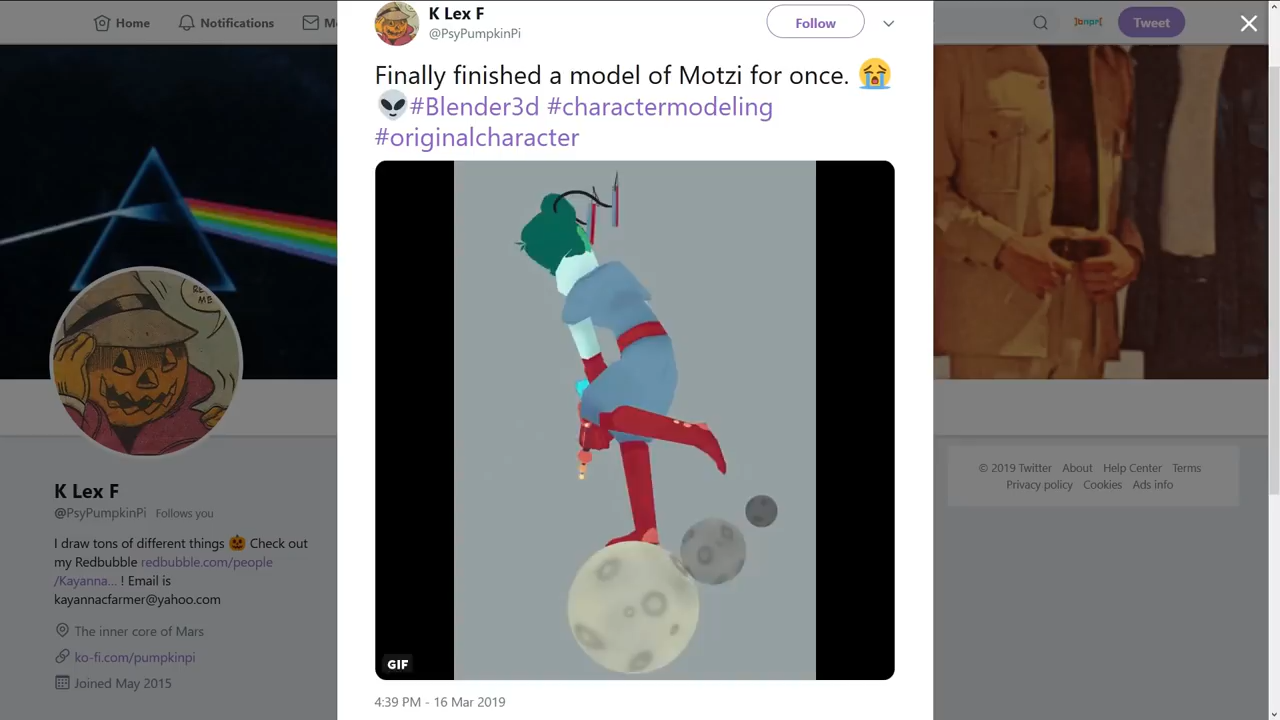 Home
Notifications
Tweet
K Lex F
@PsyPumpkinPi
Follow
Finally finished a model of Motzi for once. 😭
👽#Blender3d #charactermodeling
#originalcharacter
GIF
4:39 PM - 16 Mar 2019
ME
K Lex F
@PsyPumpkinPi Follows you
I draw tons of different things 🎃 Check out
my Redbubble redbubble.com/people
/Kayanna... ! Email is
kayannacfarmer@yahoo.com
The inner core of Mars
ko-fi.com/pumpkinpi
Joined May 2015
© 2019 Twitter About Help Center Terms
Privacy policy Cookies Ads info